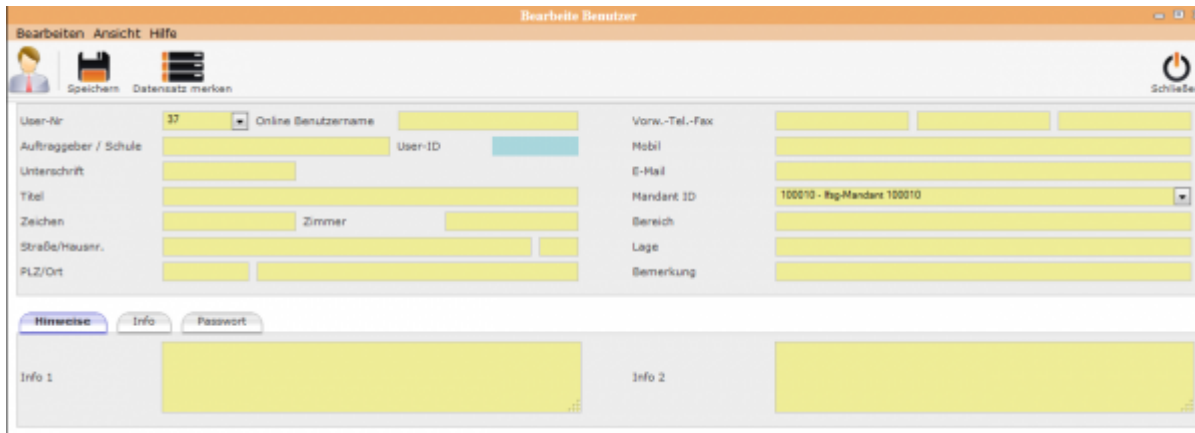 Bearbeite Benutzer
Bearbeiten Ansicht Hilfe
Speichern Datensatz merken Schließe
User-Nr 37 Online Benutzername Vorw.-Tel.-Fax
Auftraggeber / Schule User-ID Mobil
Unterschrift E-Mail
Titel Mandant ID 100010 - Ifsg-Mandant 100010
Zeichen Zimmer Bereich
Straße/Hausnr. Lage
PLZ/Ort Bemerkung
Hinweise Info Passwort
Info 1 Info 2